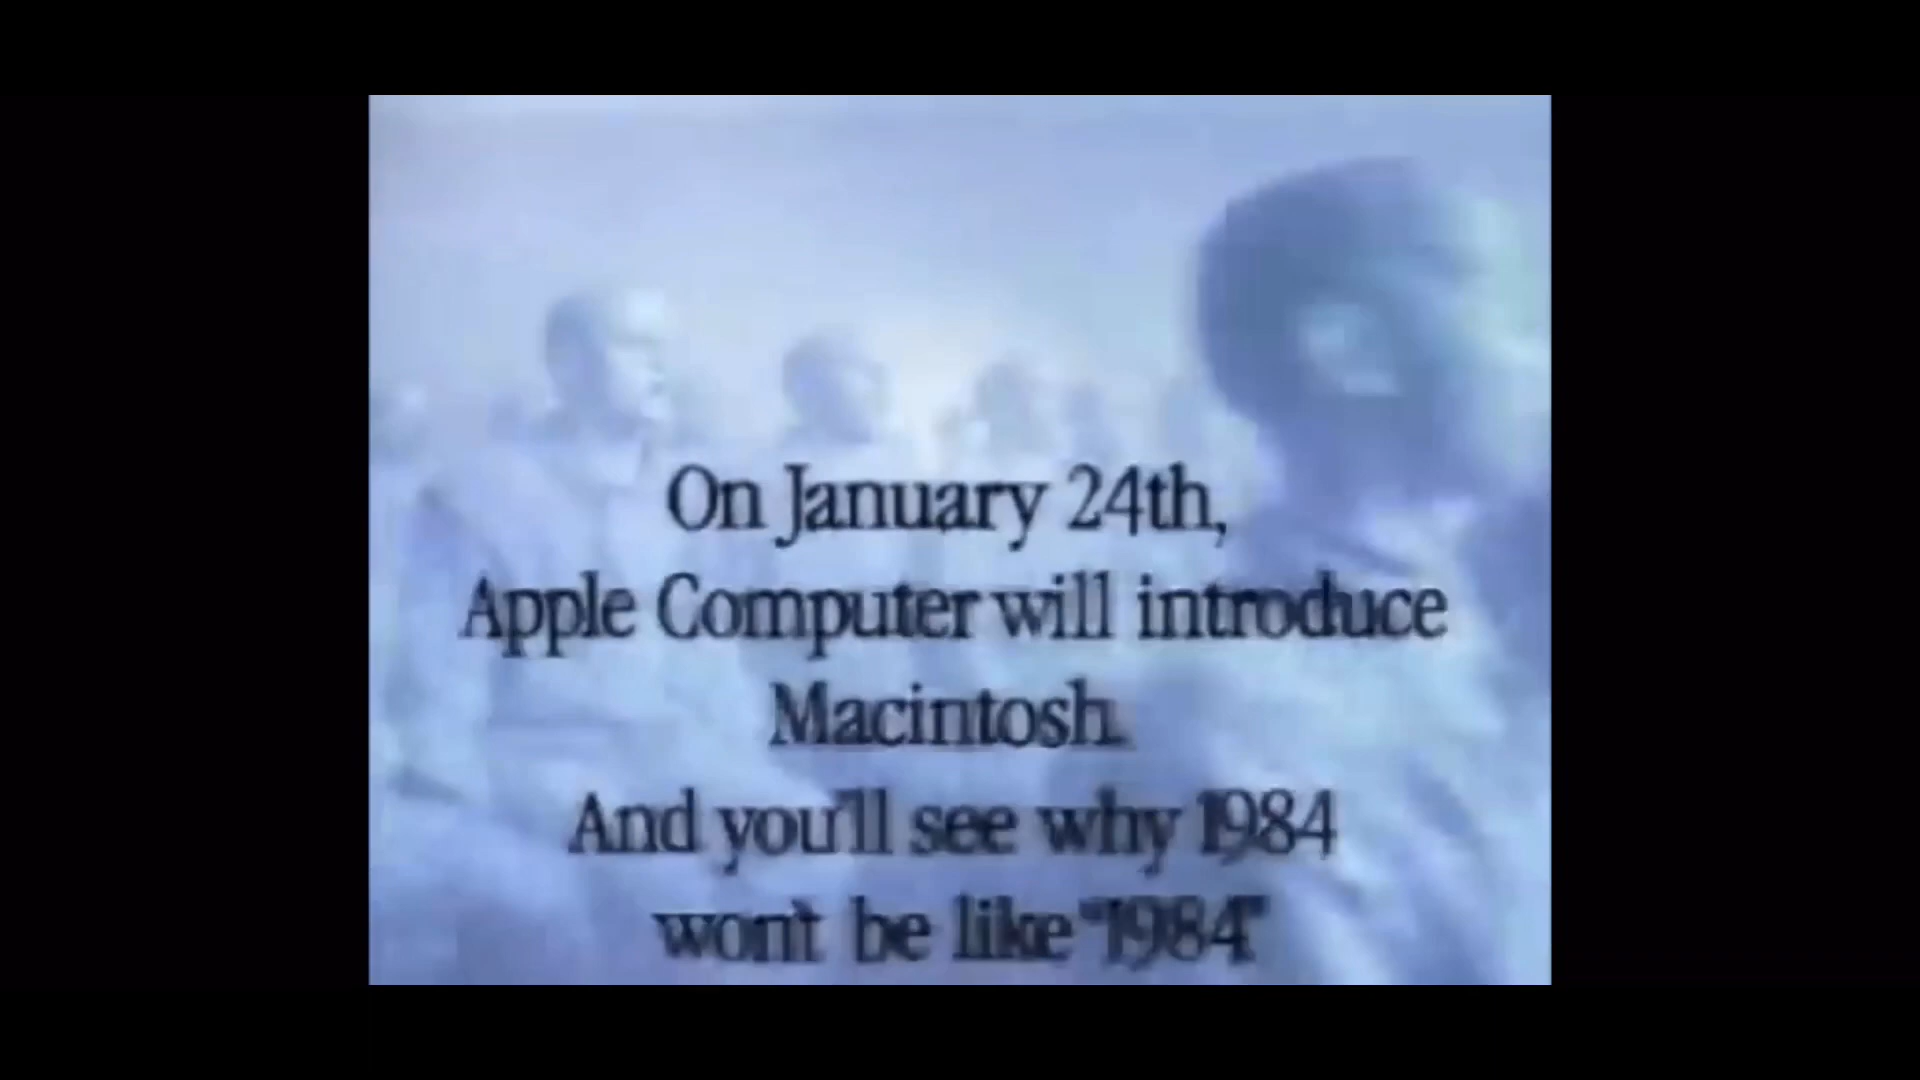 On January 24th,
Apple Computer will introduce
Macintosh.
And you'll see why 1984
won't be like "1984"